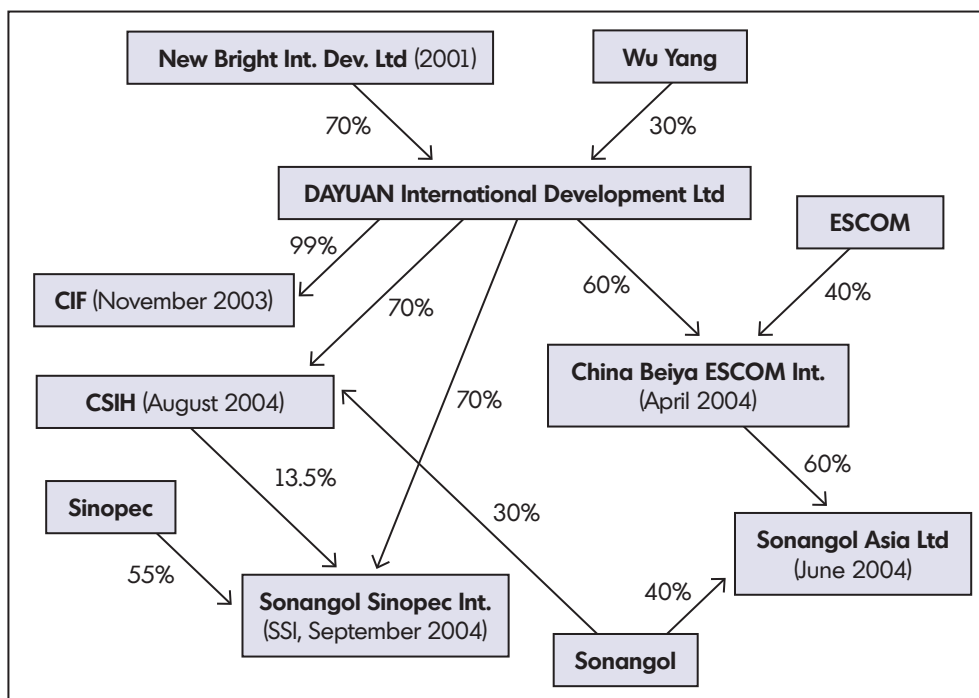 New Bright Int. Dev. Ltd (2001)
Wu Yang
70%
30%
DAYUAN International Development Ltd
ESCOM
99%
60%
40%
CIF (November 2003)
70%
China Beiya ESCOM Int.
(April 2004)
CSIH (August 2004)
70%
60%
13.5%
Sinopec
30%
Sonangol Asia Ltd
(June 2004)
55%
40%
Sonangol Sinopec Int.
(SSI, September 2004)
Sonangol